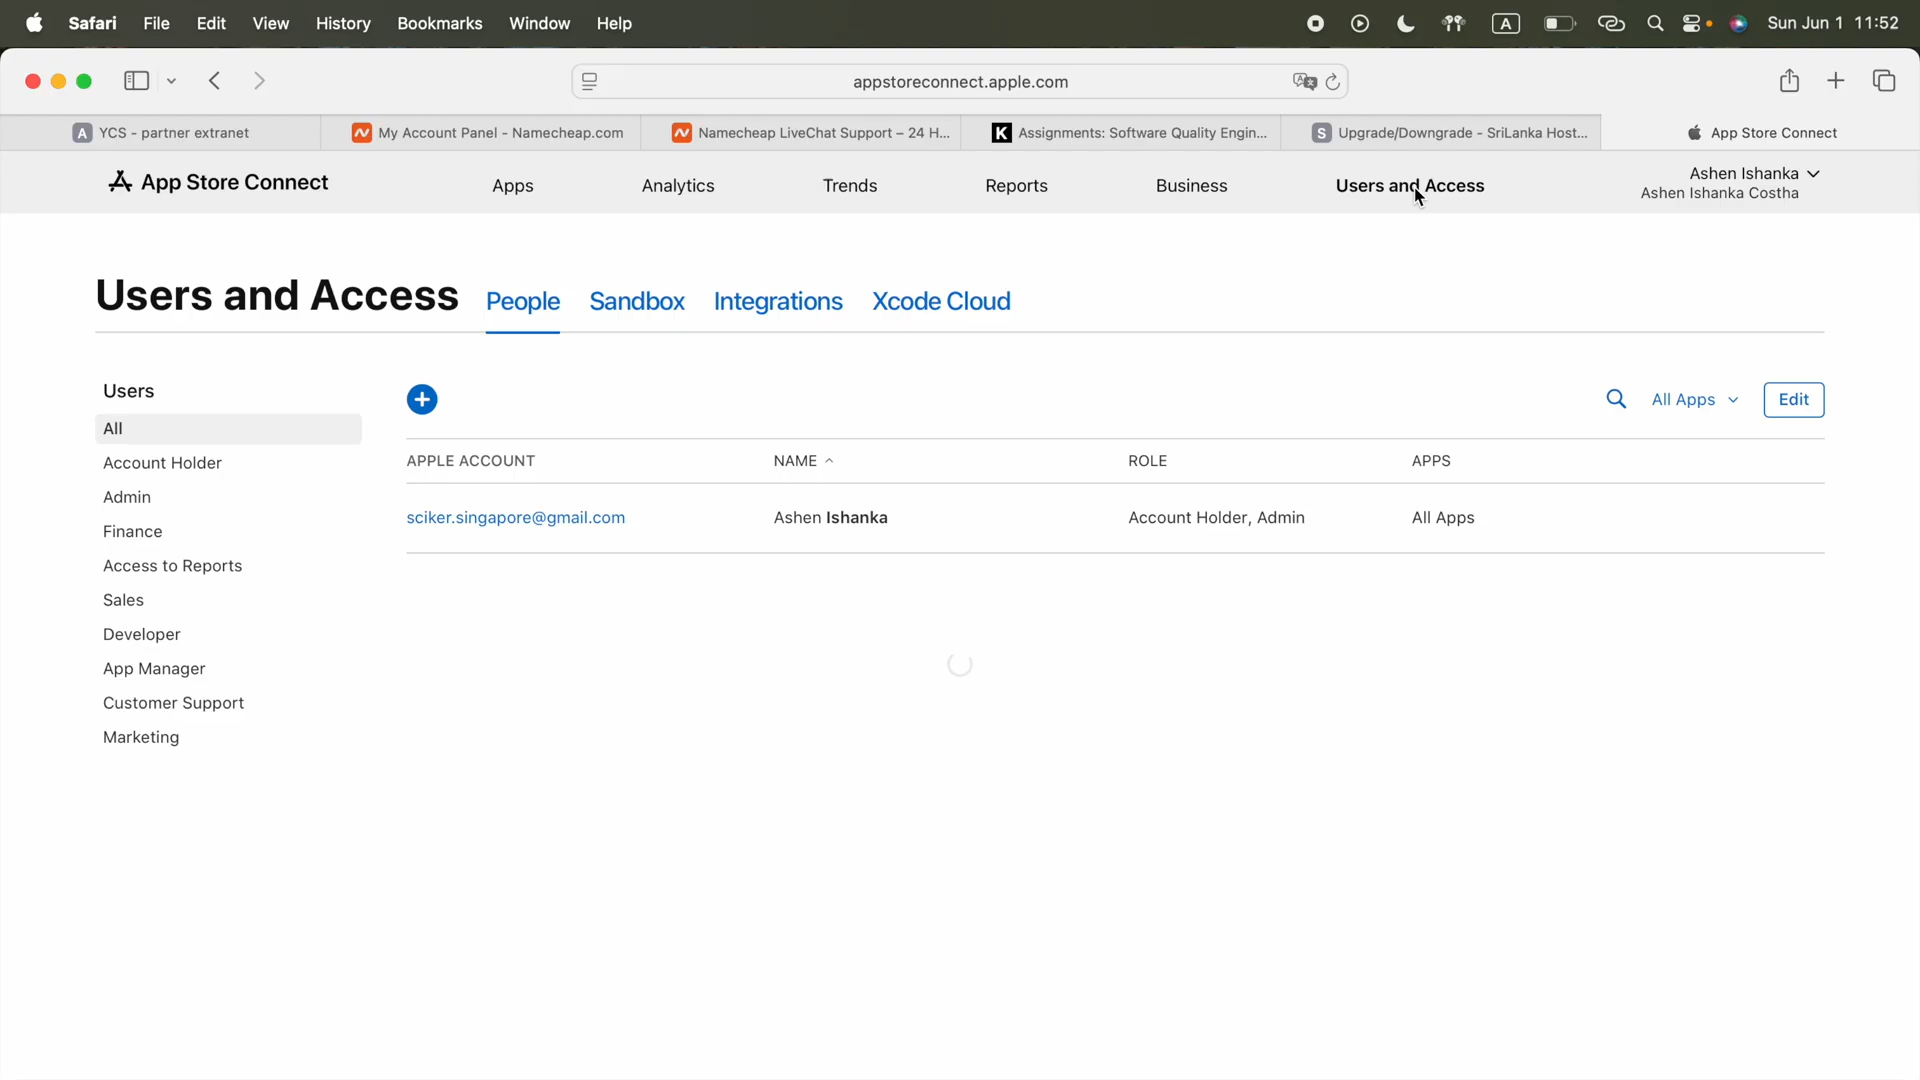 Safari File Edit View History Bookmarks Window Help A Sun Jun 1 11:52
appstoreconnect.apple.com
A YCS - partner extranet
My Account Panel - Namecheap.com
Namecheap LiveChat Support – 24 H...
K Assignments: Software Quality Engin...
S Upgrade/Downgrade - SriLanka Host...
App Store Connect
App Store Connect
Apps
Analytics
Trends
Reports
Business
Users and Access
Ashen Ishanka
Ashen Ishanka Costha
Users and Access
People
Sandbox
Integrations
Xcode Cloud
Users
All
Account Holder
Admin
Finance
Access to Reports
Sales
Developer
App Manager
Customer Support
Marketing
All Apps
Edit
APPLE ACCOUNT NAME ROLE APPS
sciker.singapore@gmail.com Ashen Ishanka Account Holder, Admin All Apps